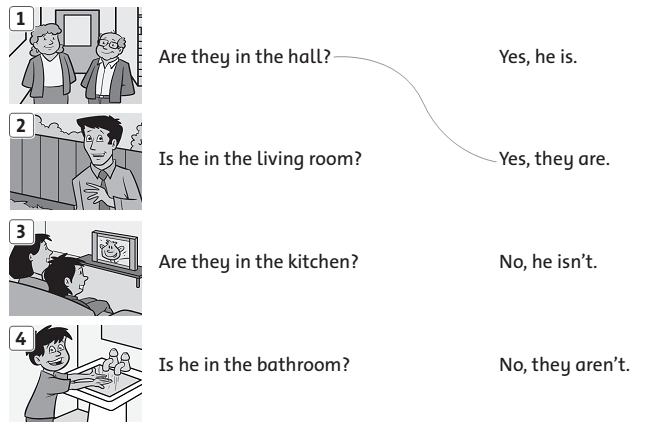 1 Are they in the hall? Yes, he is.
2 Is he in the living room? Yes, they are.
3 Are they in the kitchen? No, he isn't.
4 Is he in the bathroom? No, they aren't.